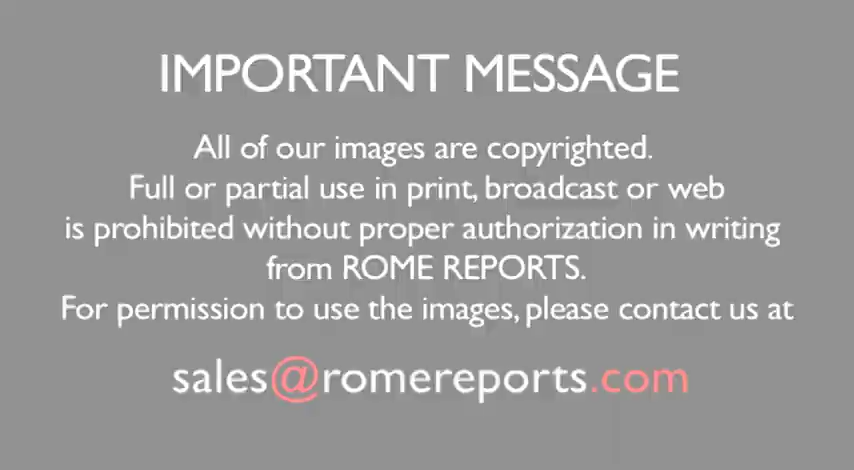 IMPORTANT MESSAGE
All of our images are copyrighted.
Full or partial use in print, broadcast or web
is prohibited without proper authorization in writing
from ROME REPORTS.
For permission to use the images, please contact us at
sales@romereports.com